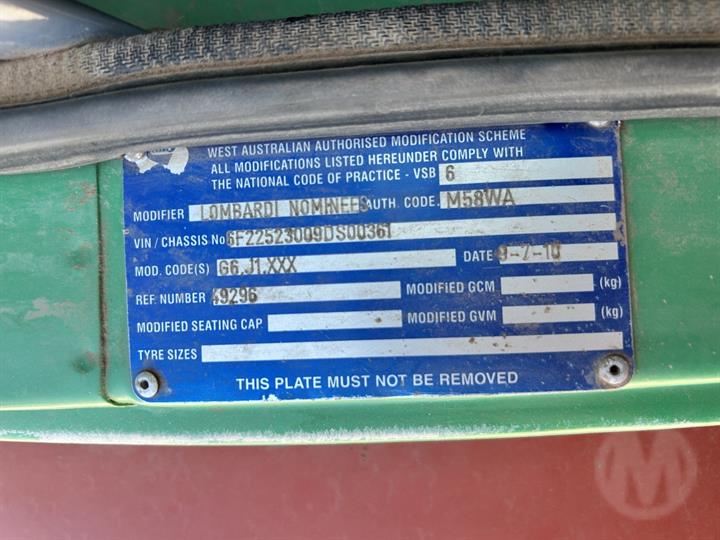 WEST AUSTRALIAN AUTHORISED MODIFICATION SCHEME
ALL MODIFICATIONS LISTED HEREUNDER COMPLY WITH
THE NATIONAL CODE OF PRACTICE - VSB 6
MODIFIER LOMBARDI NOMINEES AUTH. CODE. M58WA
VIN / CHASSIS No 6F22523009DS00361
MOD. CODE(S) G6.J1.XXX DATE 9-7-10
REF. NUMBER 49296 MODIFIED GCM (kg)
MODIFIED SEATING CAP MODIFIED GVM (kg)
TYRE SIZES
THIS PLATE MUST NOT BE REMOVED
M